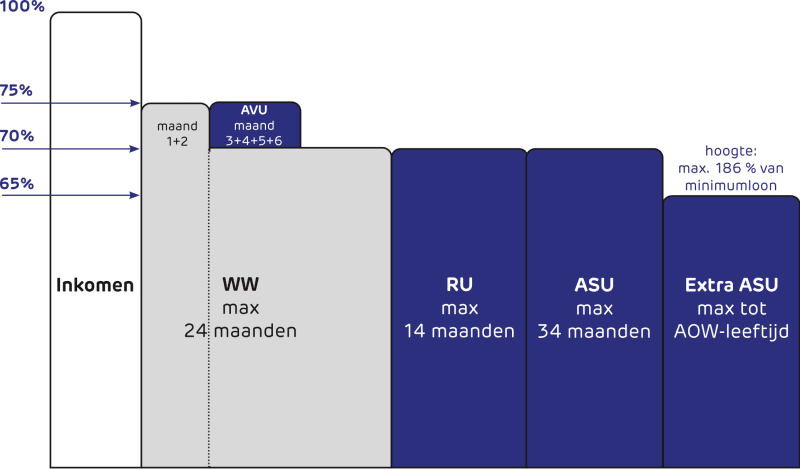 100%
75%
70%
65%
Inkomen
maand
1+2
AVU
maand
3+4+5+6
WW
max
24 maanden
RU
max
14 maanden
ASU
max
34 maanden
hoogte:
max. 186 % van
minimumloon
Extra ASU
max tot
AOW-leeftijd